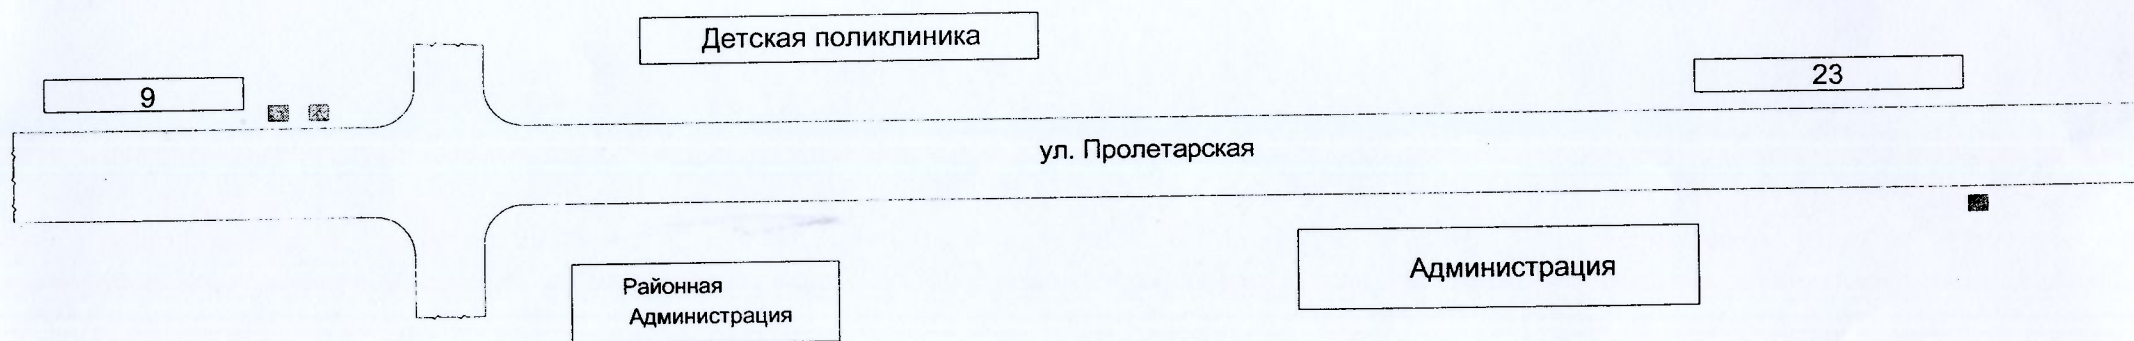 Детская поликлиника
23
9
ул. Пролетарская
Администрация
Районная
Администрация